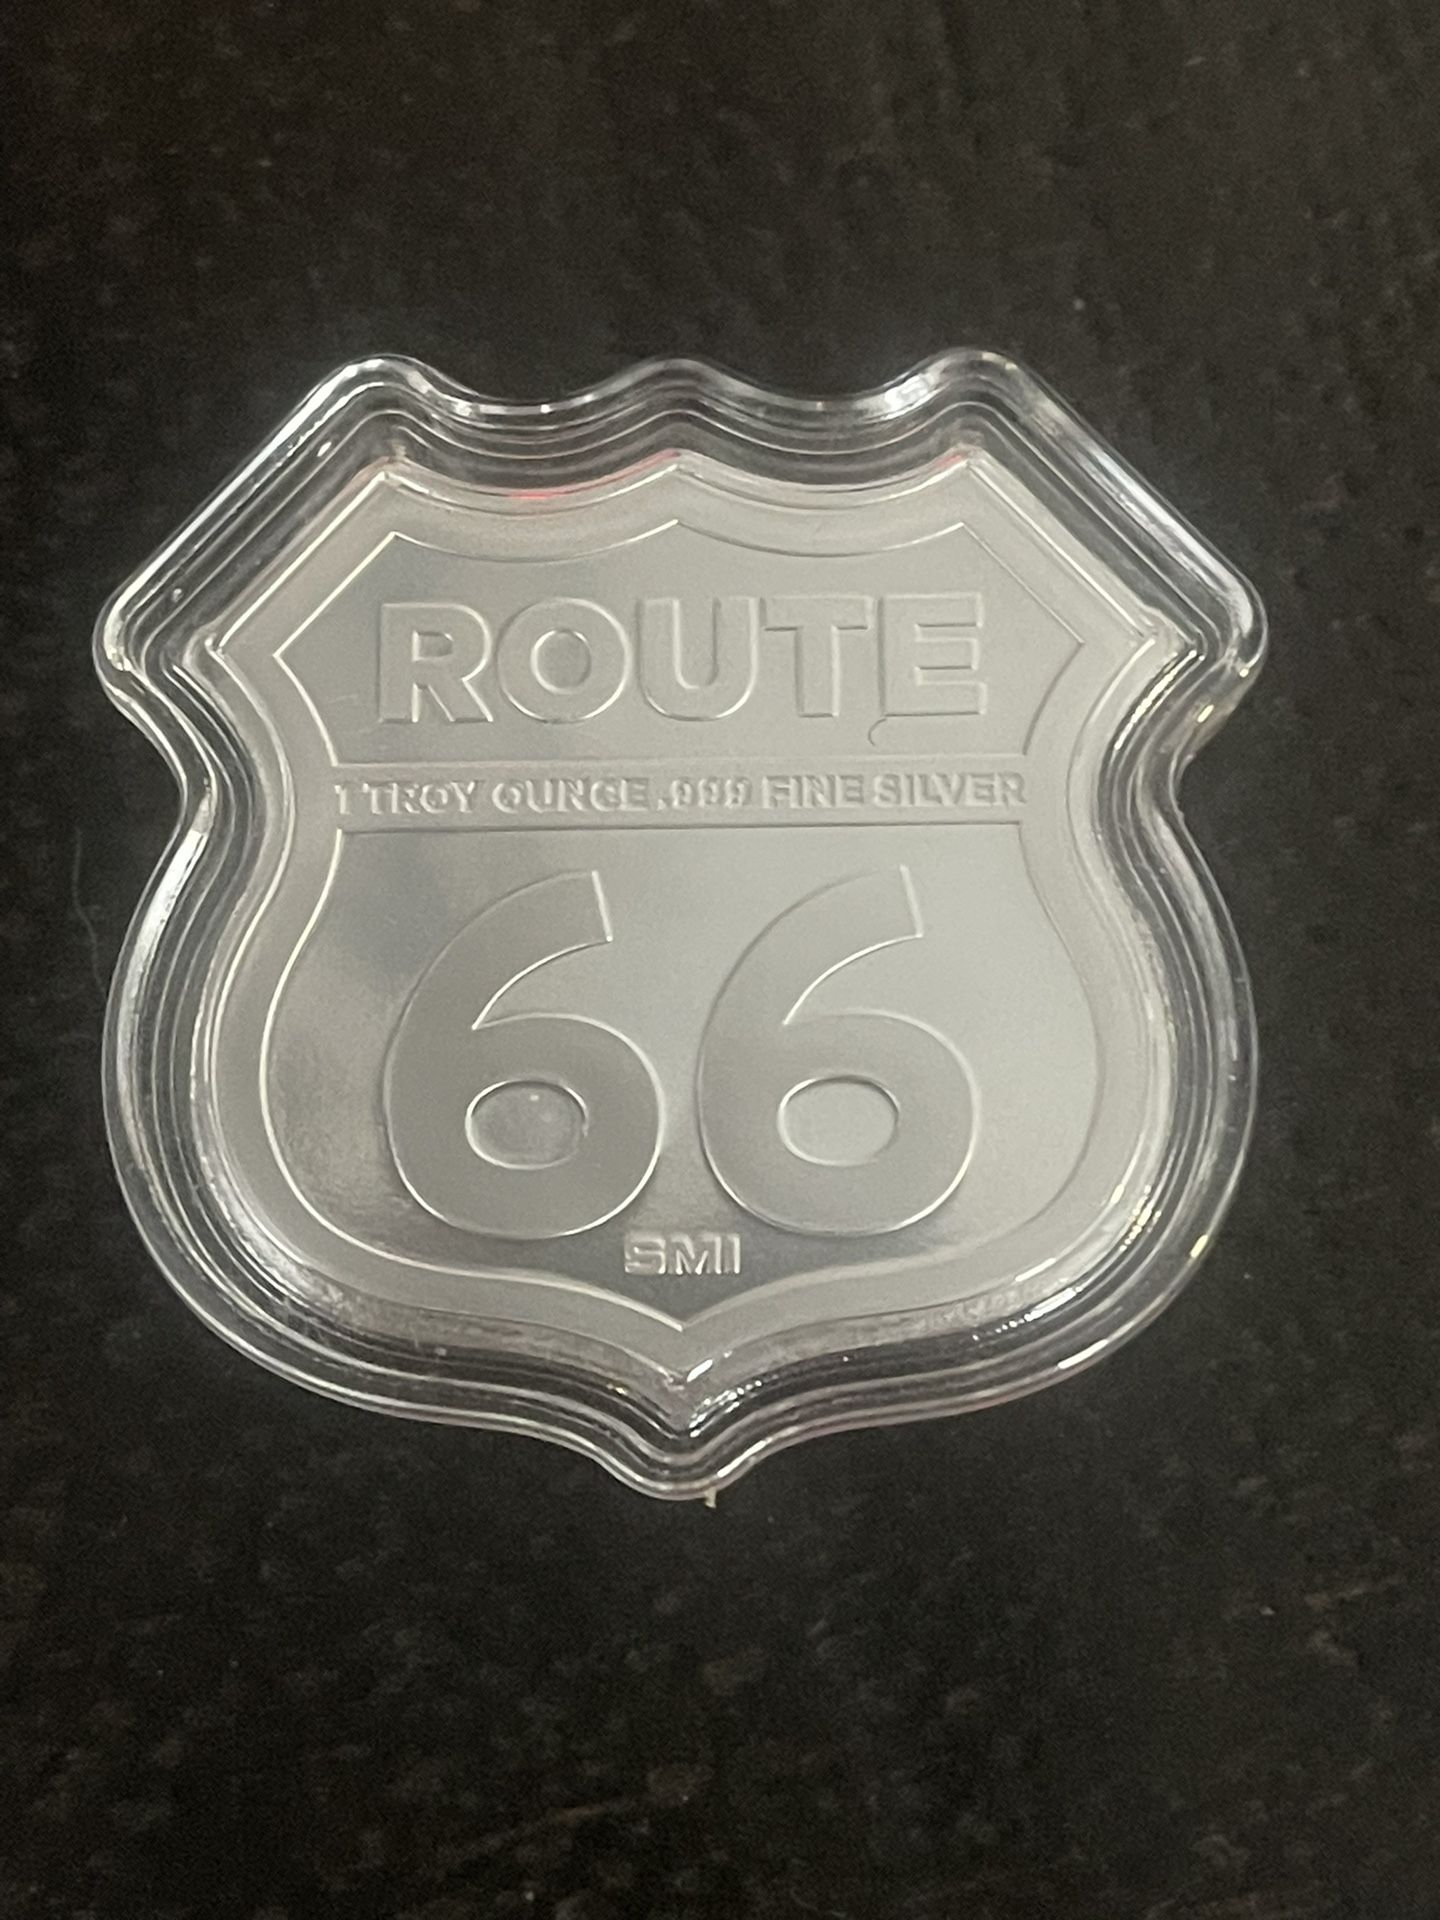 ROUTE
1 TROY OUNCE .999 FINE SILVER
66
SMI